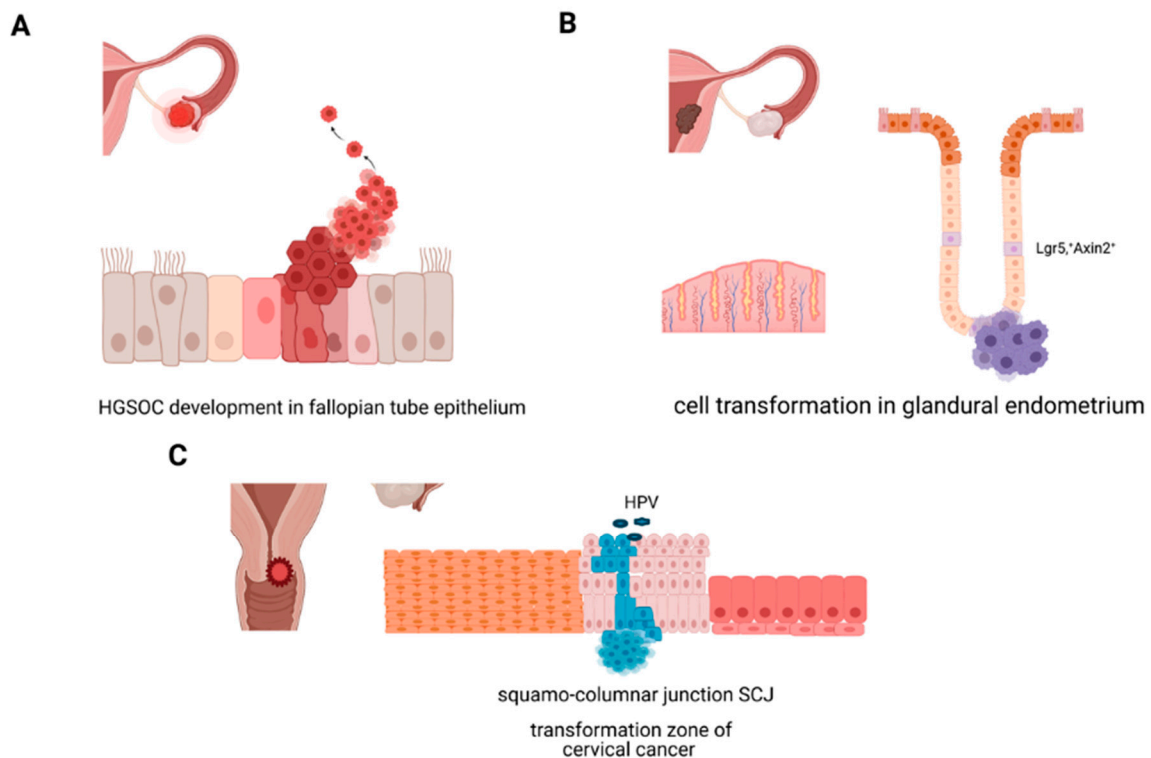 A
B
Lgr5,⁺Axin2⁺
HGSOC development in fallopian tube epithelium
cell transformation in glandural endometrium
C
HPV
squamo-columnar junction SCJ
transformation zone of
cervical cancer